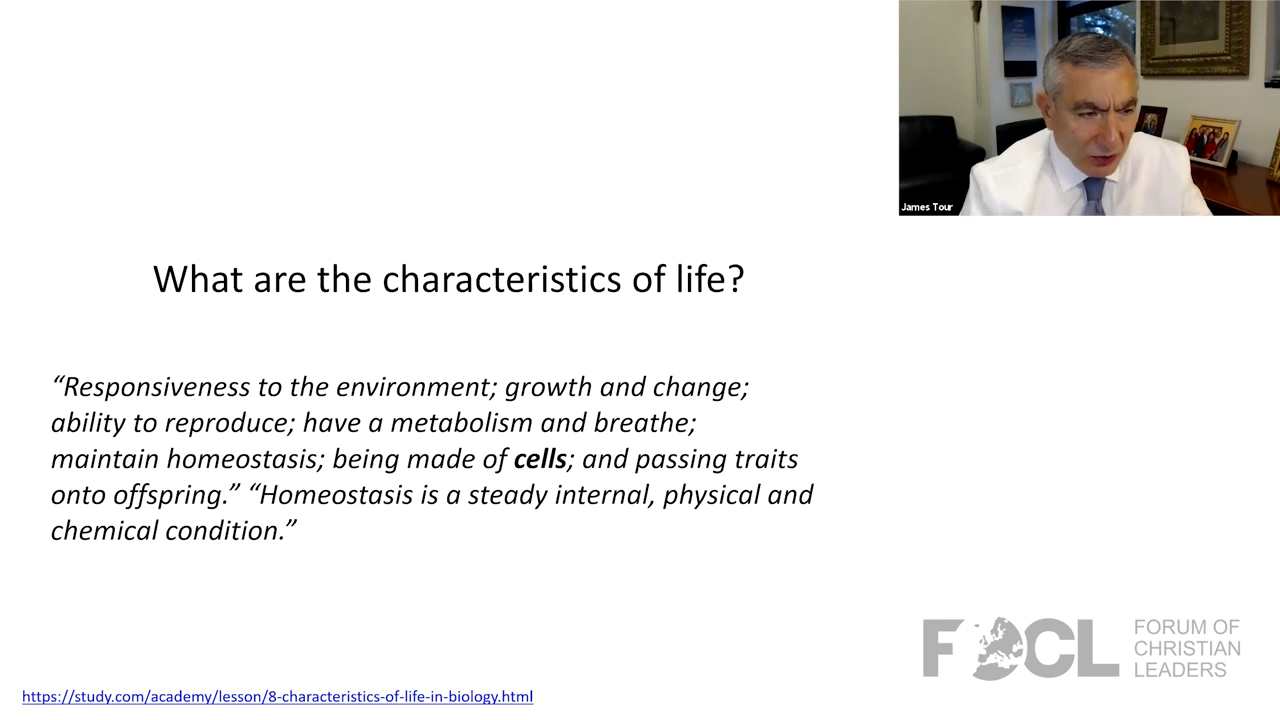 James Tour
What are the characteristics of life?
“Responsiveness to the environment; growth and change;
ability to reproduce; have a metabolism and breathe;
maintain homeostasis; being made of cells; and passing traits
onto offspring.” “Homeostasis is a steady internal, physical and
chemical condition.”
FOCL
FORUM OF
CHRISTIAN
LEADERS
https://study.com/academy/lesson/8-characteristics-of-life-in-biology.html